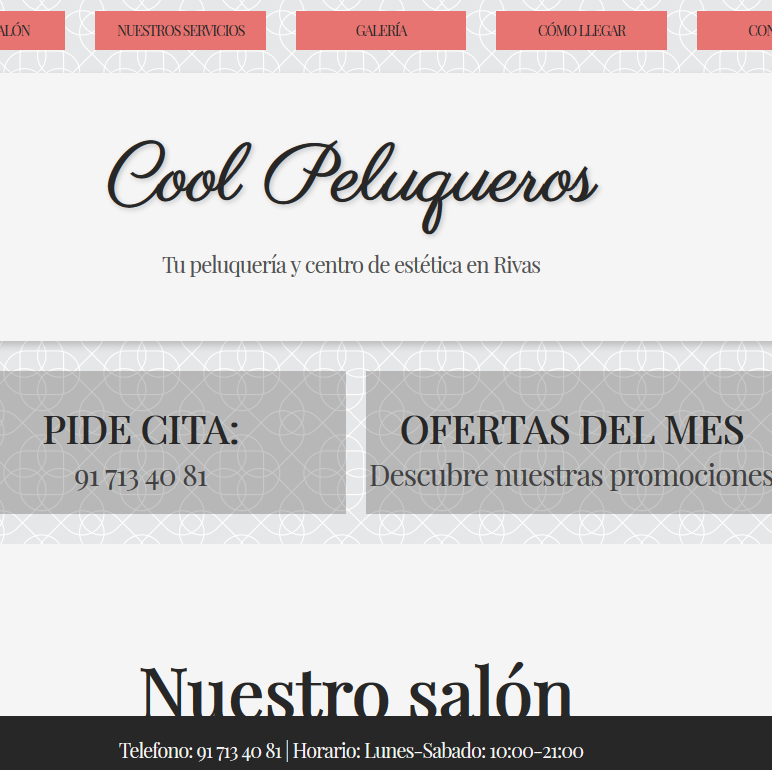 NUESTROS SERVICIOS GALERÍA CÓMO LLEGAR
Cool Peluqueros
Tu peluquería y centro de estética en Rivas
PIDE CITA:
91 713 40 81
OFERTAS DEL MES
Descubre nuestras promociones
Nuestro salón
Telefono: 91 713 40 81 | Horario: Lunes-Sabado: 10:00-21:00